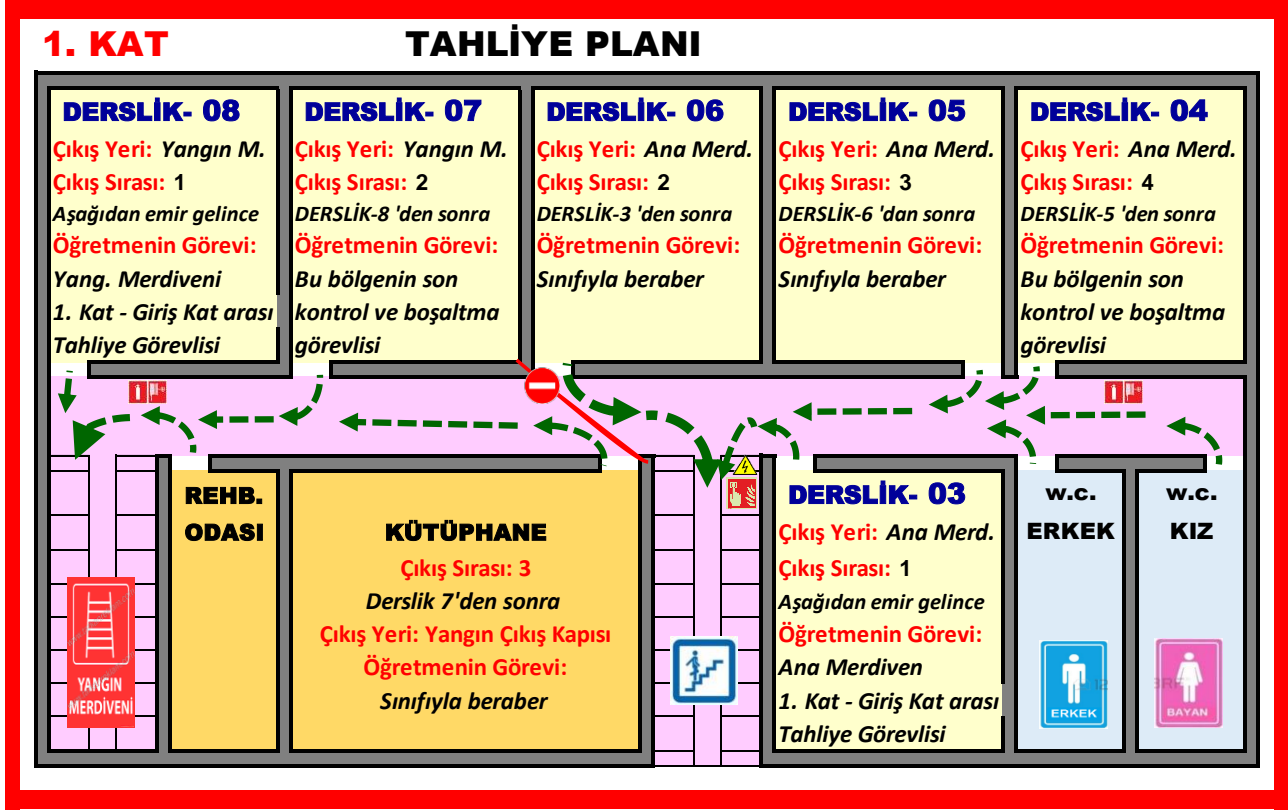 1. KAT
TAHLİYE PLANI
DERSLİK- 08
Çıkış Yeri: Yangın M.
Çıkış Sırası: 1
Aşağıdan emir gelince
Öğretmenin Görevi:
Yang. Merdiveni
1. Kat - Giriş Kat arası
Tahliye Görevlisi
DERSLİK- 07
Çıkış Yeri: Yangın M.
Çıkış Sırası: 2
DERSLİK-8 'den sonra
Öğretmenin Görevi:
Bu bölgenin son
kontrol ve boşaltma
görevlisi
DERSLİK- 06
Çıkış Yeri: Ana Merd.
Çıkış Sırası: 2
DERSLİK-3 'den sonra
Öğretmenin Görevi:
Sınıfıyla beraber
DERSLİK- 05
Çıkış Yeri: Ana Merd.
Çıkış Sırası: 3
DERSLİK-6 'dan sonra
Öğretmenin Görevi:
Sınıfıyla beraber
DERSLİK- 04
Çıkış Yeri: Ana Merd.
Çıkış Sırası: 4
DERSLİK-5 'den sonra
Öğretmenin Görevi:
Bu bölgenin son
kontrol ve boşaltma
görevlisi
YANGIN
MERDİVENİ
REHB.
ODASI
KÜTÜPHANE
Çıkış Sırası: 3
Derslik 7'den sonra
Çıkış Yeri: Yangın Çıkış Kapısı
Öğretmenin Görevi:
Sınıfıyla beraber
DERSLİK- 03
Çıkış Yeri: Ana Merd.
Çıkış Sırası: 1
Aşağıdan emir gelince
Öğretmenin Görevi:
Ana Merdiven
1. Kat - Giriş Kat arası
Tahliye Görevlisi
w.c.
ERKEK
ERKEK
w.c.
KIZ
BAYAN